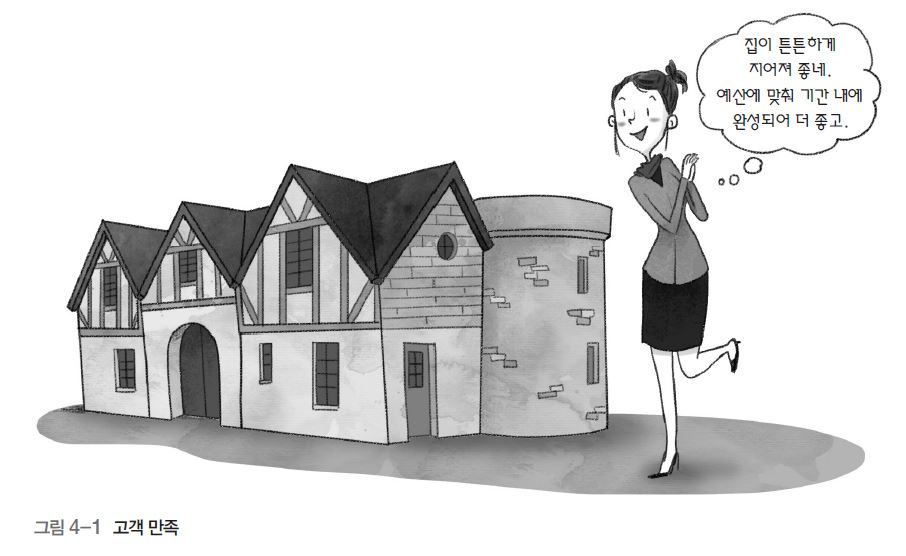 집이 튼튼하게
지어져 좋네.
예산에 맞춰 기간 내에
완성되어 더 좋고.
그림 4-1 고객 만족